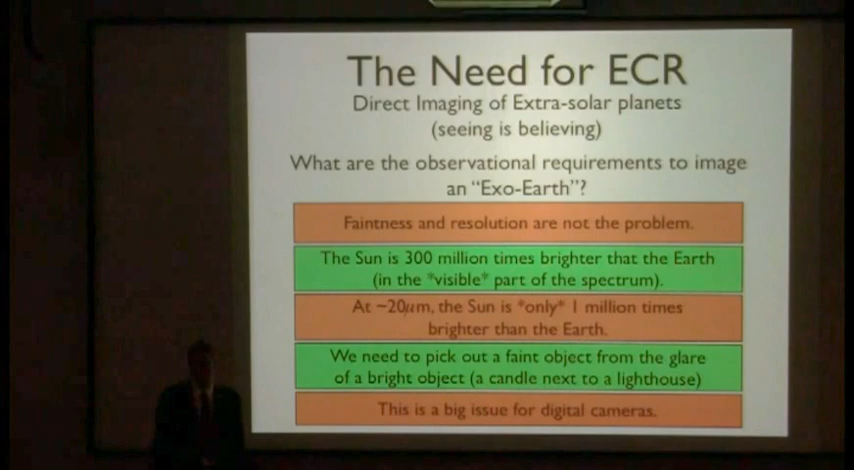 The Need for ECR
Direct Imaging of Extra-solar planets
(seeing is believing)
What are the observational requirements to image
an “Exo-Earth”?
Faintness and resolution are not the problem.
The Sun is 300 million times brighter that the Earth
(in the *visible* part of the spectrum).
At ~20μm, the Sun is *only* 1 million times
brighter than the Earth.
We need to pick out a faint object from the glare
of a bright object (a candle next to a lighthouse)
This is a big issue for digital cameras.